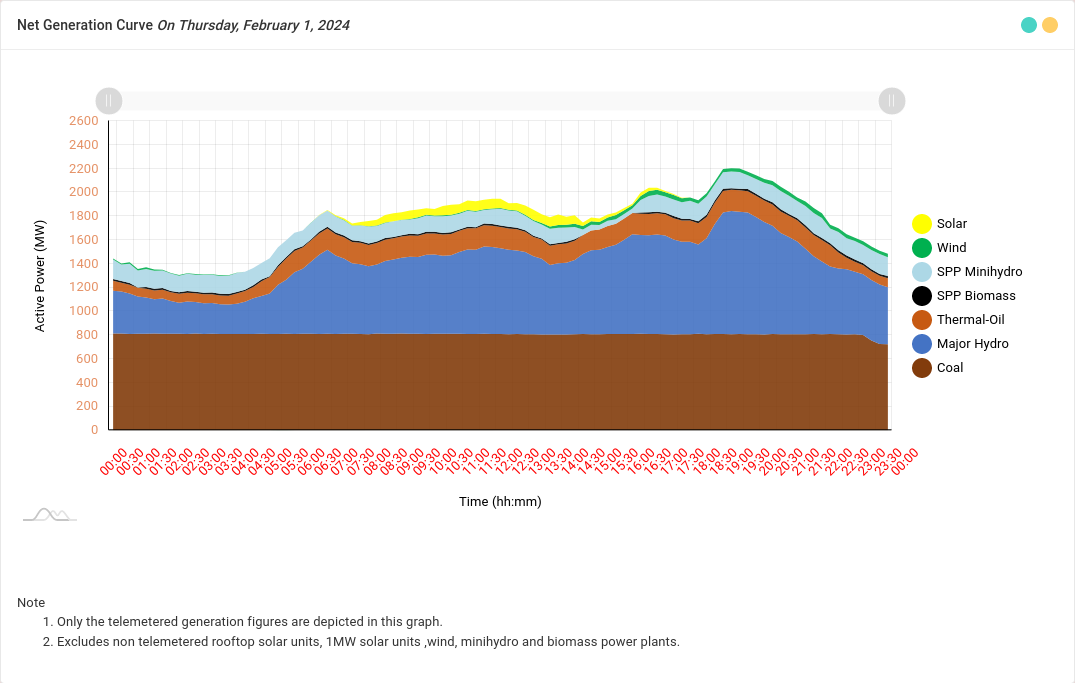 Net Generation Curve On Thursday, February 1, 2024
2600
2400
2200
2000
1800
1600
1400
1200
1000
800
600
400
200
0
Active Power (MW)
Solar
Wind
SPP Minihydro
SPP Biomass
Thermal-Oil
Major Hydro
Coal
00:00 00:30 01:00 01:30 02:00 02:30 03:00 03:30 04:00 04:30 05:00 05:30 06:00 06:30 07:00 07:30 08:00 08:30 09:00 09:30 10:00 10:30 11:00 11:30 12:00 12:30 13:00 13:30 14:00 14:30 15:00 15:30 16:00 16:30 17:00 17:30 18:00 18:30 19:00 19:30 20:00 20:30 21:00 21:30 22:00 22:30 23:00 23:30 00:00
Time (hh:mm)
Note
1. Only the telemetered generation figures are depicted in this graph.
2. Excludes non telemetered rooftop solar units, 1MW solar units ,wind, minihydro and biomass power plants.